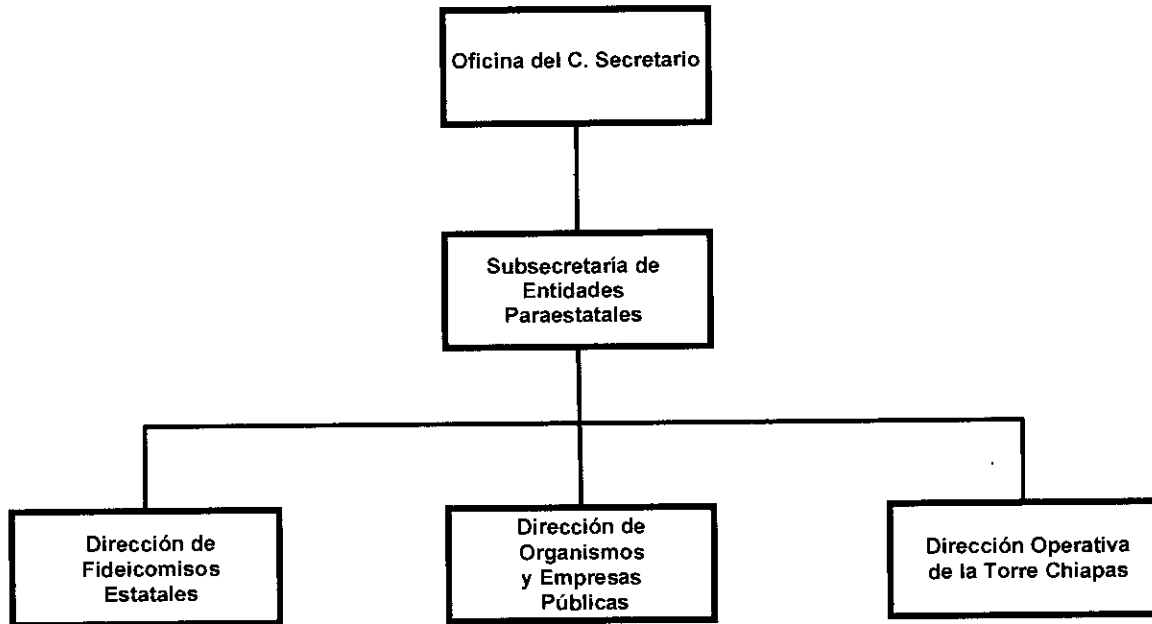 Oficina del C. Secretario
Subsecretaría de
Entidades
Paraestatales
Dirección de
Fideicomisos
Estatales
Dirección de
Organismos
y Empresas
Públicas
Dirección Operativa
de la Torre Chiapas